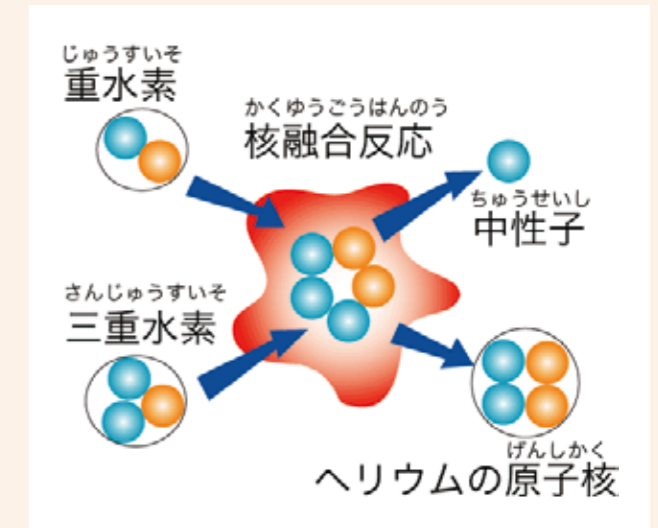 じゅうすいそ
重水素
かくゆうごうはんのう
核融合反応
ちゅうせいし
中性子
さんじゅうすいそ
三重水素
げんしかく
ヘリウムの原子核